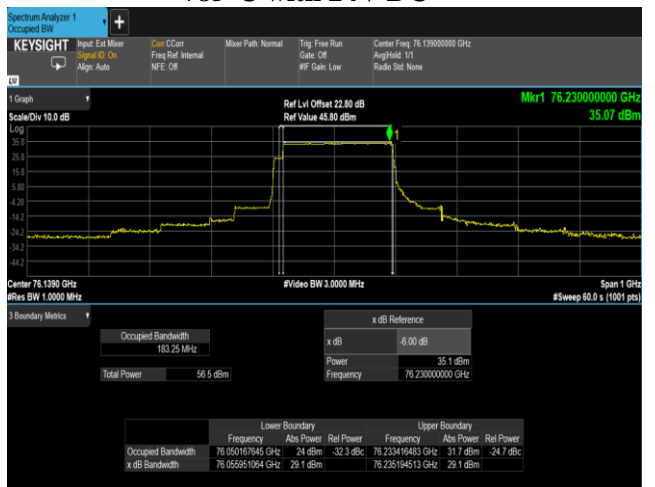 Spectrum Analyzer 1
Occupied BW
+
KEYSIGHT
Input: Ext Mixer
Signal ID: On
Align: Auto
Corr CCorr
Freq Ref: Internal
NFE: Off
Mixer Path: Normal
Trig: Free Run
Gate: Off
#IF Gain: Low
Center Freq: 76.139000000 GHz
Avg|Hold: 1/1
Radio Std: None
LXI
1 Graph
Scale/Div 10.0 dB
Ref Lvl Offset 22.80 dB
Ref Value 45.80 dBm
Mkr1 76.230000000 GHz
35.07 dBm
Log
1
35.8
25.8
15.8
5.80
-4.20
-14.2
-24.2
-34.2
-44.2
Center 76.1390 GHz
#Res BW 1.0000 MHz
#Video BW 3.0000 MHz
Span 1 GHz
#Sweep 60.0 s (1001 pts)
3 Boundary Metrics
Occupied Bandwidth
183.25 MHz
Total Power 56.5 dBm
x dB Reference
x dB -6.00 dB
Power 35.1 dBm
Frequency 76.230000000 GHz
Lower Boundary Upper Boundary
Frequency Abs Power Rel Power Frequency Abs Power Rel Power
Occupied Bandwidth 76.050167645 GHz 24 dBm -32.3 dBc 76.233416483 GHz 31.7 dBm -24.7 dBc
x dB Bandwidth 76.055951064 GHz 29.1 dBm 76.235194513 GHz 29.1 dBm